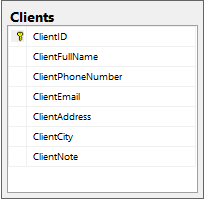 Clients
ClientID
ClientFullName
ClientPhoneNumber
ClientEmail
ClientAddress
ClientCity
ClientNote